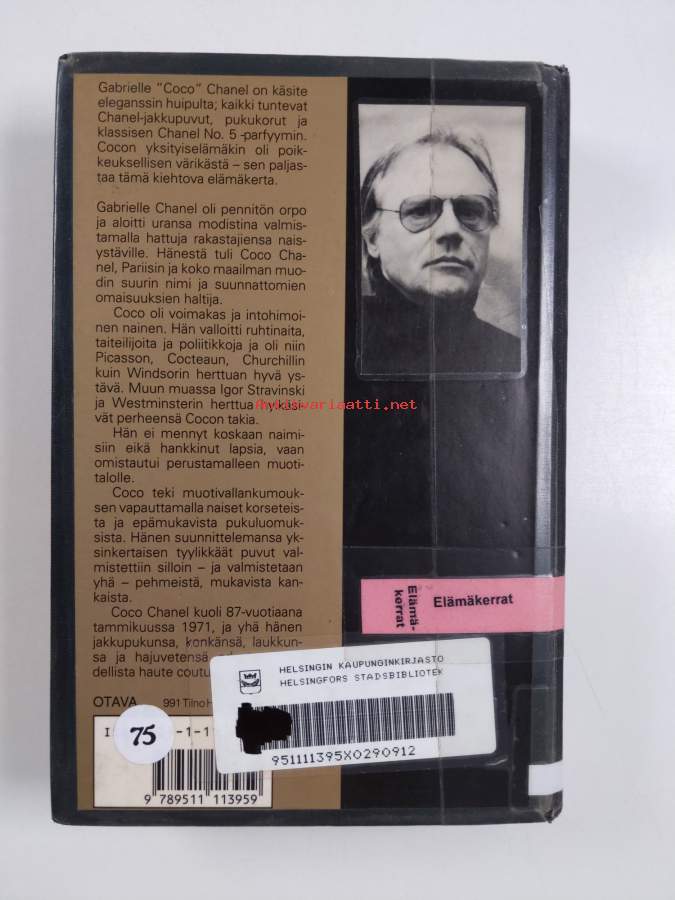 Gabrielle "Coco" Chanel on käsite
eleganssin huipulta; kaikki tuntevat
Chanel-jakkupuvut, pukukorut ja
klassisen Chanel No. 5 -parfyymin.
Cocon yksityiselämäkin oli poik-
keuksellisen värikästä – sen paljas-
taa tämä kiehtova elämäkerta.
Gabrielle Chanel oli pennitön orpo
ja aloitti uransa modistina valmis-
tamalla hattuja rakastajiensa nais-
ystäville. Hänestä tuli Coco Cha-
nel, Pariisin ja koko maailman muo-
din suurin nimi ja suunnattomien
omaisuuksien haltija.
Coco oli voimakas ja intohimoi-
nen nainen. Hän valloitti ruhtinaita,
taiteilijoita ja poliitikkoja ja oli niin
Picasson, Cocteaun, Churchillin
kuin Windsorin herttuan hyvä ys-
tävä. Muun muassa Igor Stravinski
ja Westminsterin herttua
vät perheensä Cocon takia.
Hän ei mennyt koskaan naimi-
siin eikä hankkinut lapsia, vaan
omistautui perustamalleen muoti-
talolle.
Coco teki muotivallankumouk-
sen vapauttamalla naiset korseteis-
ta ja epämukavista pukuluomuk-
sista. Hänen suunnittelemansa yk-
sinkertaisen tyylikkäät puvut val-
mistettiin silloin – ja valmistetaan
yhä – pehmeistä, mukavista kan-
kaista.
Coco Chanel kuoli 87-vuotiaana
tammikuussa 1971, ja yhä hänen
jakkupukunsa, kenkänsä, laukkun-
sa ja hajuvetensä
dellista haute coutu
OTAVA 991 Tiino H
75
9 789511 113959
Antikvariaatti.net
Elämä-
kerrat
Elämäkerrat
HELSINGIN KAUPUNGINKIRJASTO
HELSINGFORS STADSBIBLIOTEK
951111395X0290912